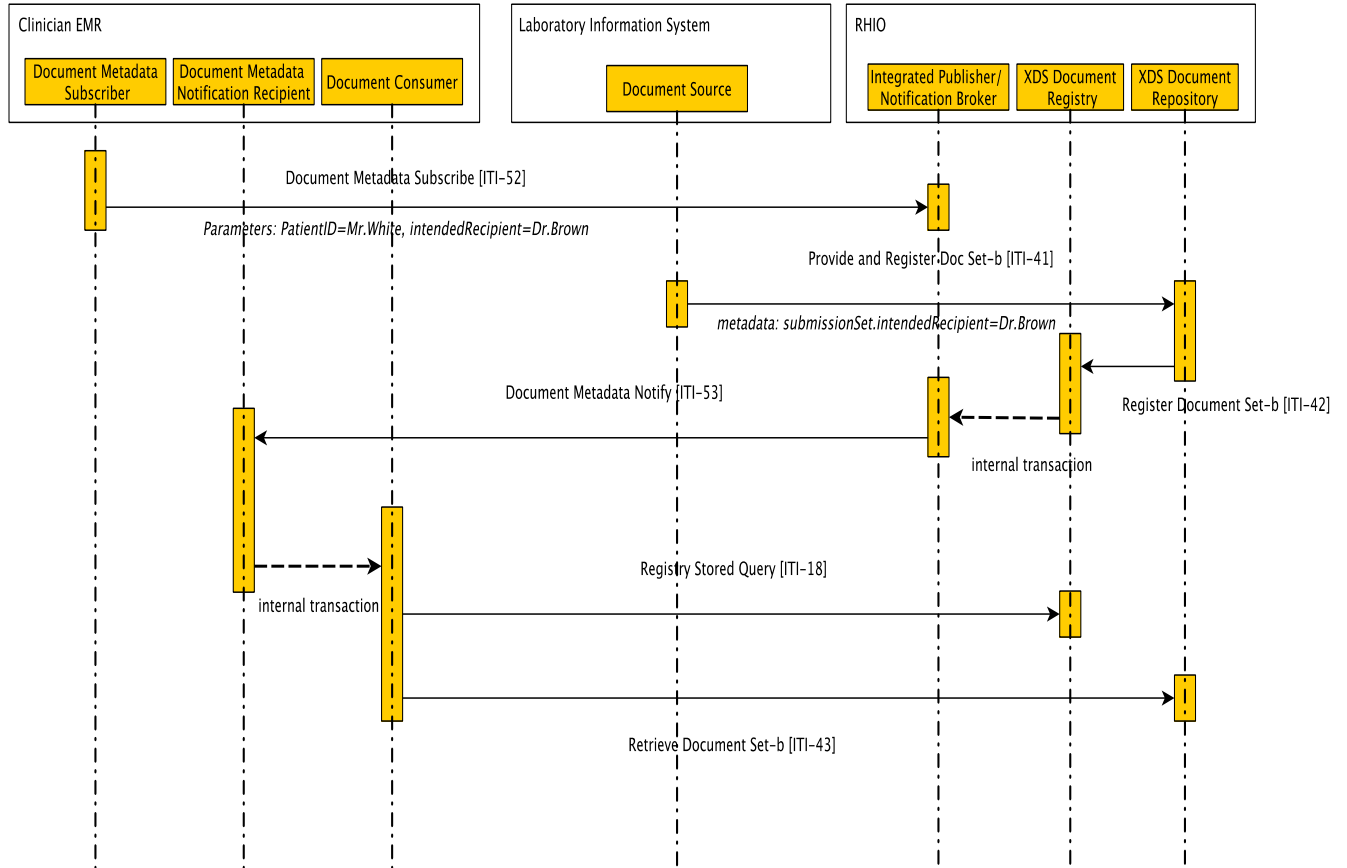 Clinician EMR
Laboratory Information System
RHIO
Document Metadata
Subscriber
Document Metadata
Notification Recipient
Document Consumer
Document Source
Integrated Publisher/
Notification Broker
XDS Document
Registry
XDS Document
Repository
Document Metadata Subscribe [ITI-52]
Parameters: PatientID=Mr.White, intendedRecipient=Dr.Brown
Provide and Register Doc Set-b [ITI-41]
metadata: submissionSet.intendedRecipient=Dr.Brown
Document Metadata Notify [ITI-53]
Register Document Set-b [ITI-42]
internal transaction
Registry Stored Query [ITI-18]
internal transaction
Retrieve Document Set-b [ITI-43]